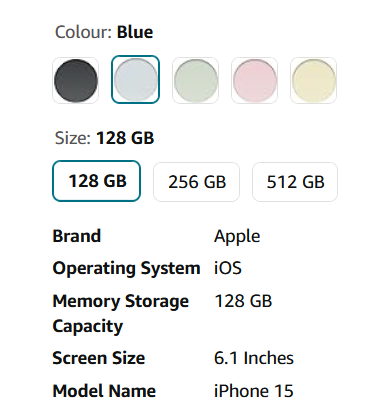 Colour: Blue
Size: 128 GB
128 GB 256 GB 512 GB
Brand Apple
Operating System iOS
Memory Storage 128 GB
Capacity
Screen Size 6.1 Inches
Model Name iPhone 15